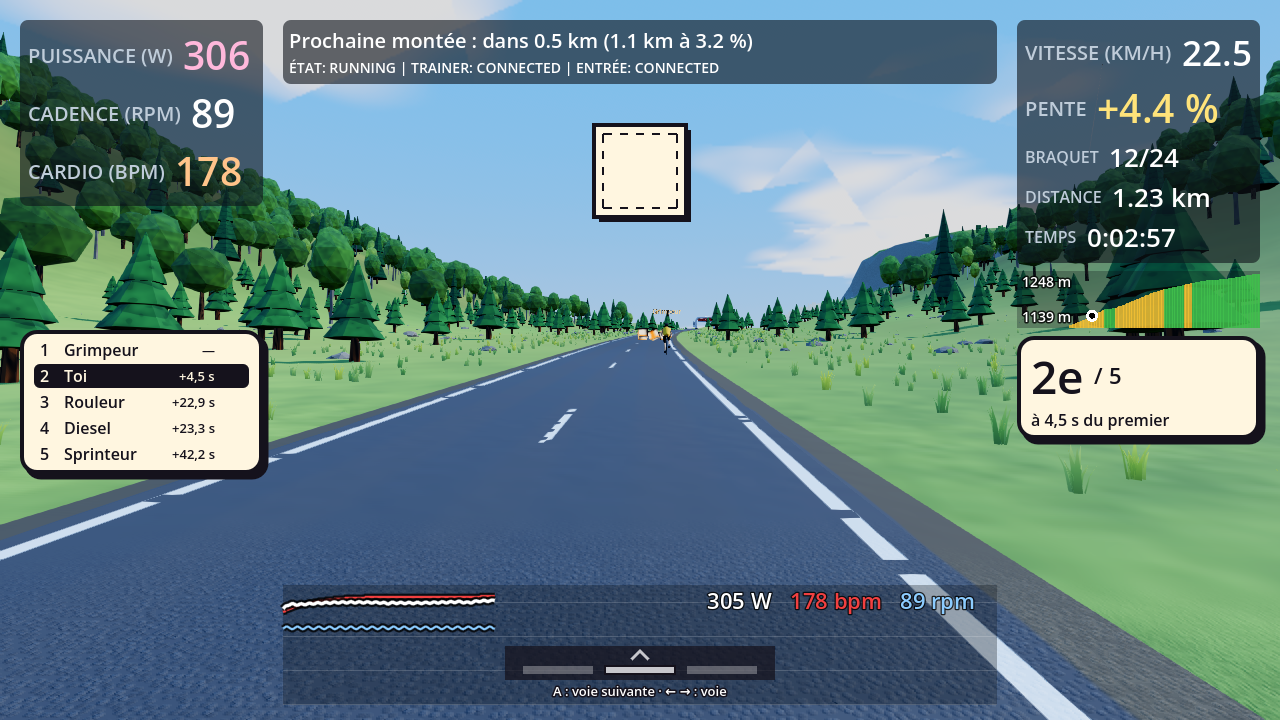 PUISSANCE (W) 306
CADENCE (RPM) 89
CARDIO (BPM) 178
Prochaine montée : dans 0.5 km (1.1 km à 3.2 %)
ÉTAT: RUNNING | TRAINER: CONNECTED | ENTRÉE: CONNECTED
VITESSE (KM/H) 22.5
PENTE +4.4 %
BRAQUET 12/24
DISTANCE 1.23 km
TEMPS 0:02:57
1248 m
1139 m
1 Grimpeur —
2 Toi +4,5 s
3 Rouleur +22,9 s
4 Diesel +23,3 s
5 Sprinteur +42,2 s
2e / 5
à 4,5 s du premier
305 W 178 bpm 89 rpm
A : voie suivante · ← → : voie